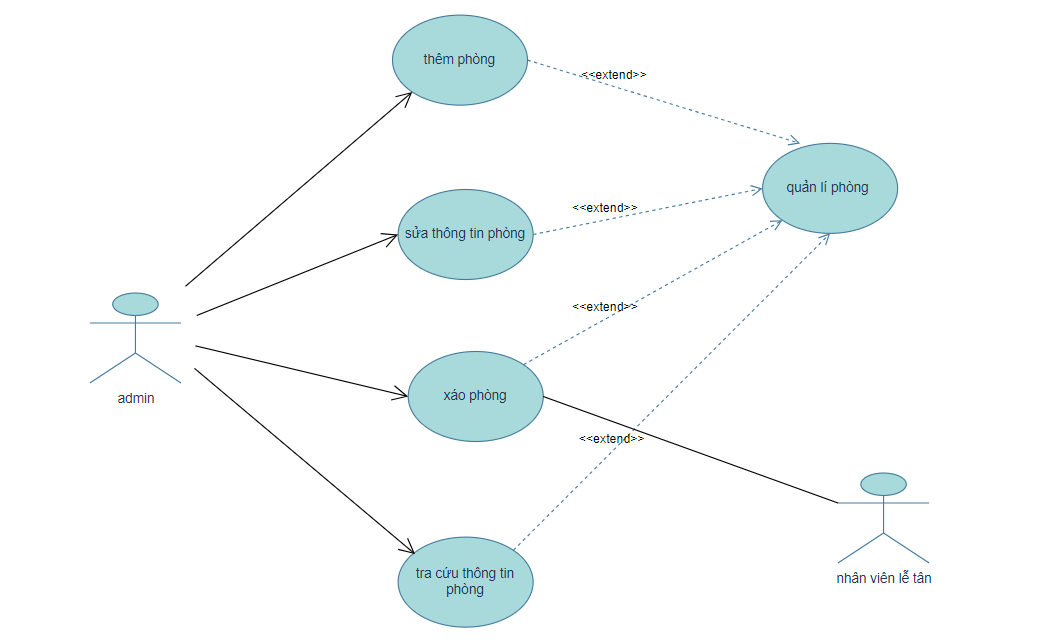 thêm phòng
<<extend>>
quản lí phòng
<<extend>>
sửa thông tin phòng
<<extend>>
admin
xáo phòng
<<extend>>
tra cứu thông tin
phòng
nhân viên lễ tân